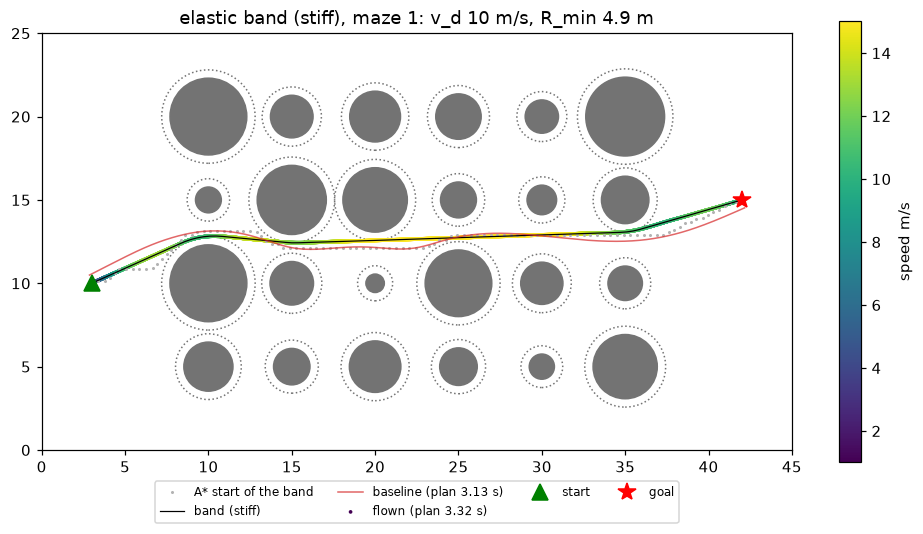 elastic band (stiff), maze 1: v_d 10 m/s, R_min 4.9 m
25
20
15
10
5
0
0 5 10 15 20 25 30 35 40 45
14
12
10
8
6
4
2
speed m/s
A* start of the band baseline (plan 3.13 s) start goal
band (stiff) flown (plan 3.32 s)